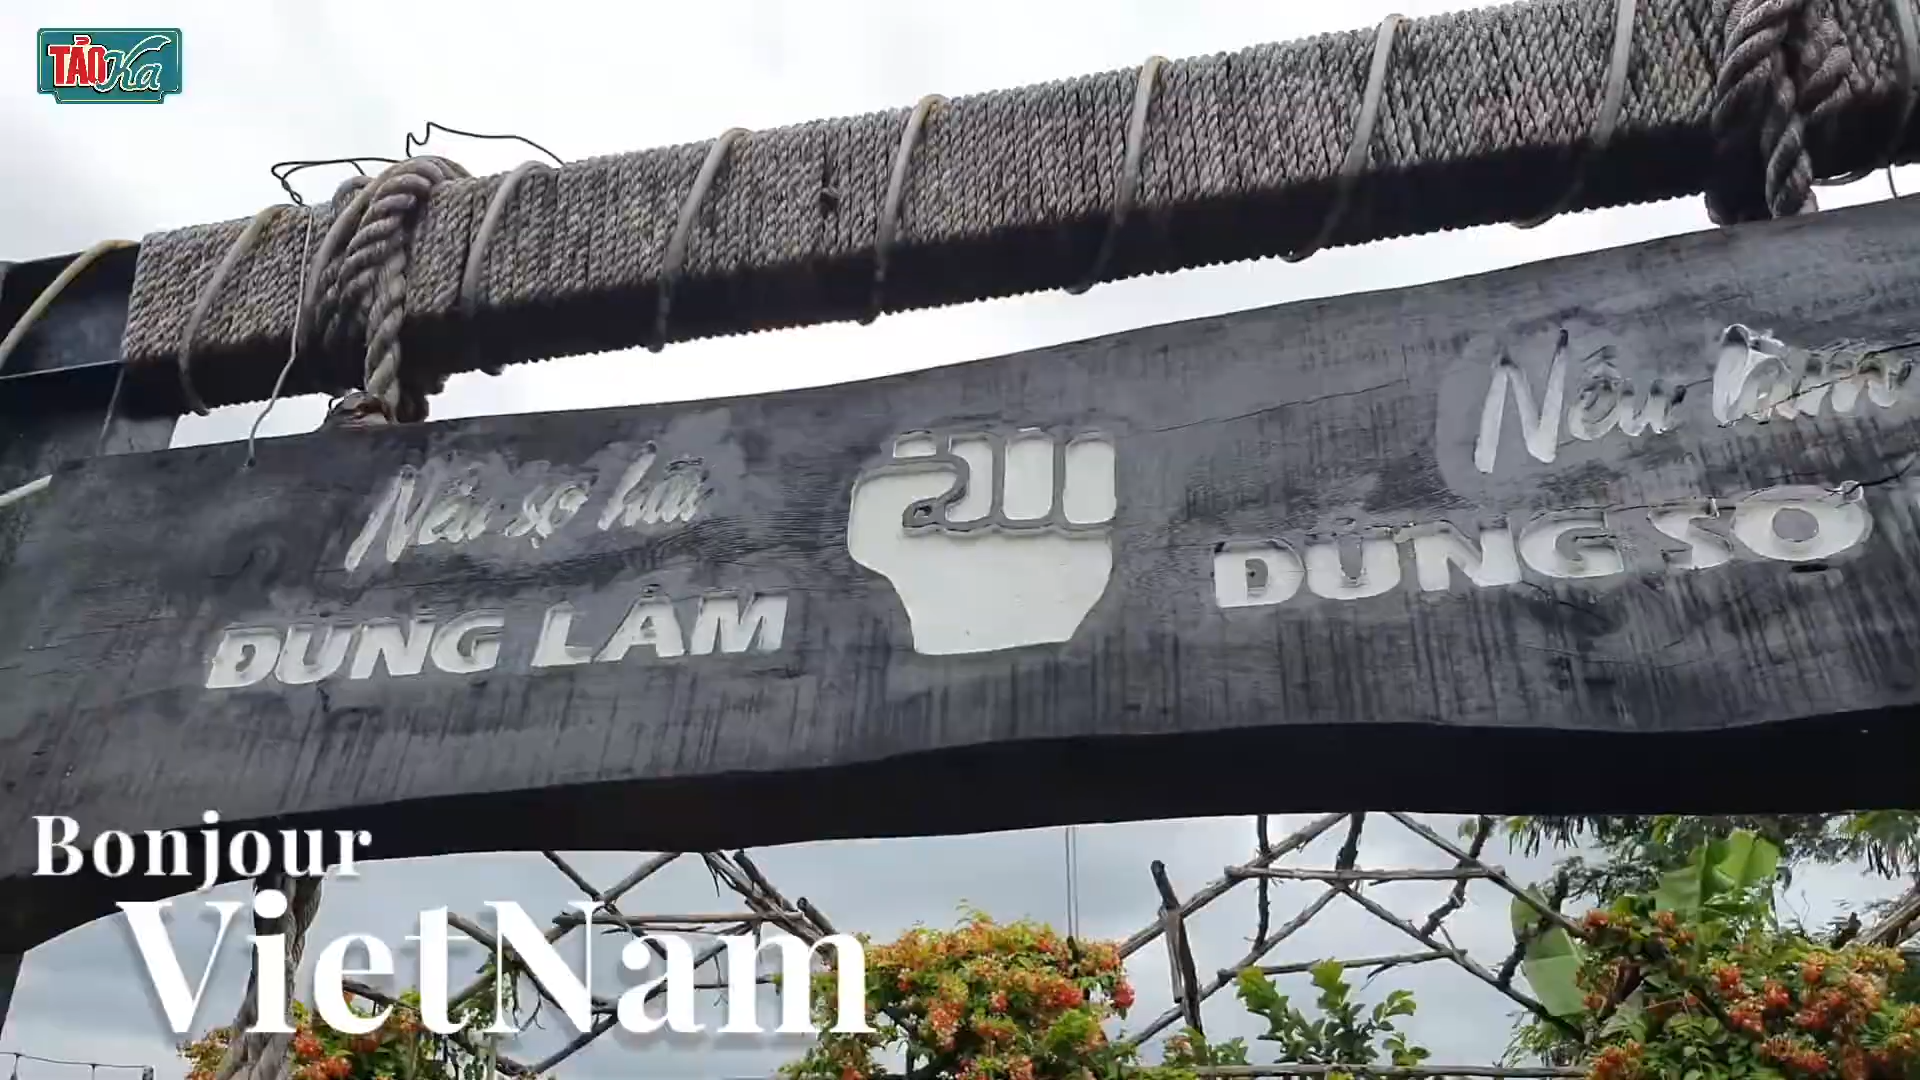 TẢO Ka
Nếu sợ hãi
ĐỪNG LÀM
Nếu làm
ĐỪNG SỢ
Bonjour
VietNam